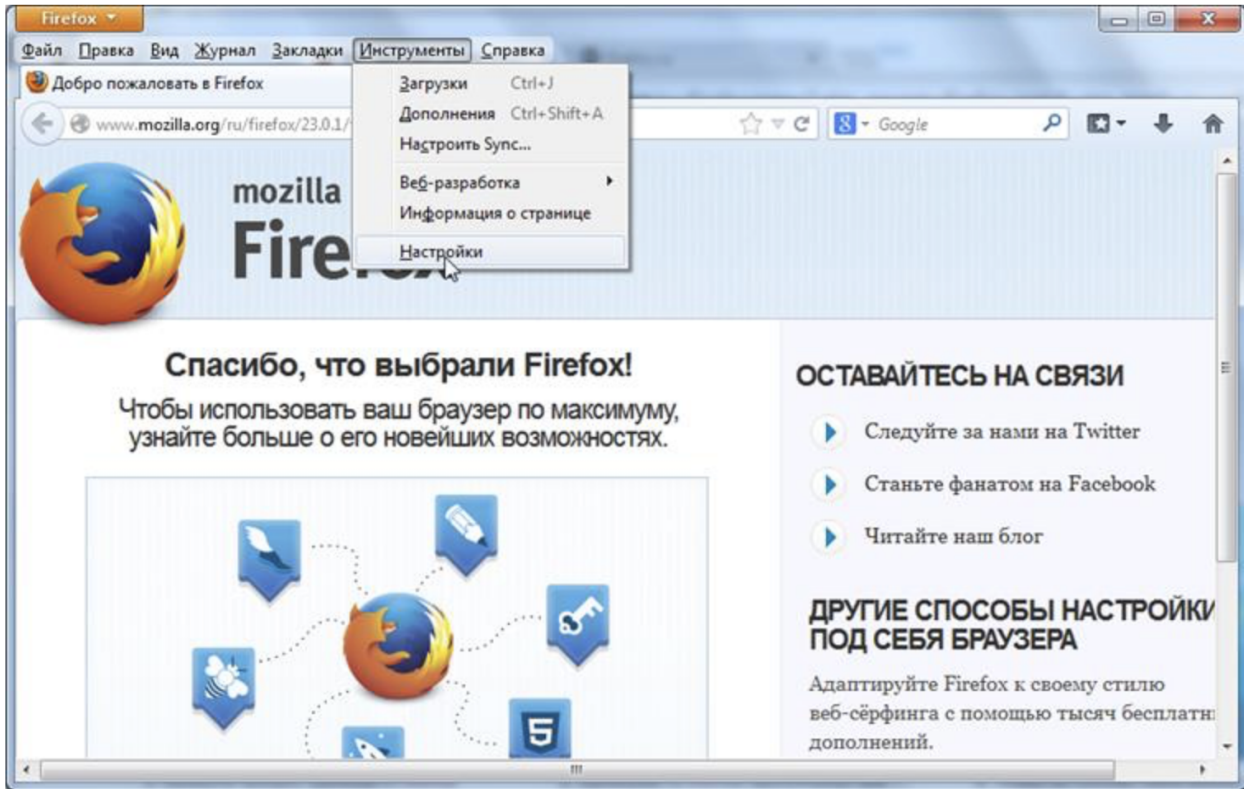 Firefox
Файл Правка Вид Журнал Закладки Инструменты Справка
Добро пожаловать в Firefox
www.mozilla.org/ru/firefox/23.0.1/
Google
Загрузки Ctrl+J
Дополнения Ctrl+Shift+A
Настроить Sync...
Веб-разработка
Информация о странице
Настройки
mozilla
Спасибо, что выбрали Firefox!
Чтобы использовать ваш браузер по максимуму,
узнайте больше о его новейших возможностях.
5
ОСТАВАЙТЕСЬ НА СВЯЗИ
Следуйте за нами на Twitter
Станьте фанатом на Facebook
Читайте наш блог
ДРУГИЕ СПОСОБЫ НАСТРОЙКИ
ПОД СЕБЯ БРАУЗЕРА
Адаптируйте Firefox к своему стилю
веб-сёрфинга с помощью тысяч
дополнений.